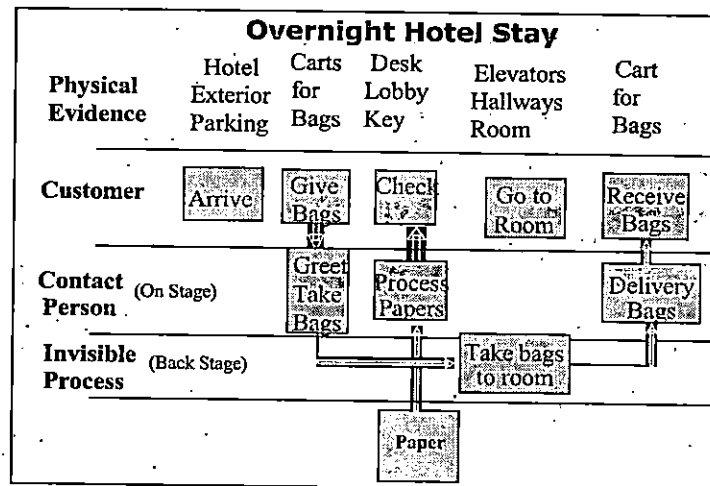 Overnight Hotel Stay
Physical
Evidence
Hotel
Exterior
Parking
Carts
for
Bags
Desk
Lobby
Key
Elevators
Hallways
Room
Cart
for
Bags
Customer
Arrive
Give
Bags
Check
Go to
Room
Receive
Bags
Contact
Person (On Stage)
Greet
Take
Bags
Process
Papers
Delivery
Bags
Invisible
Process (Back Stage)
Take bags
to room
Paper